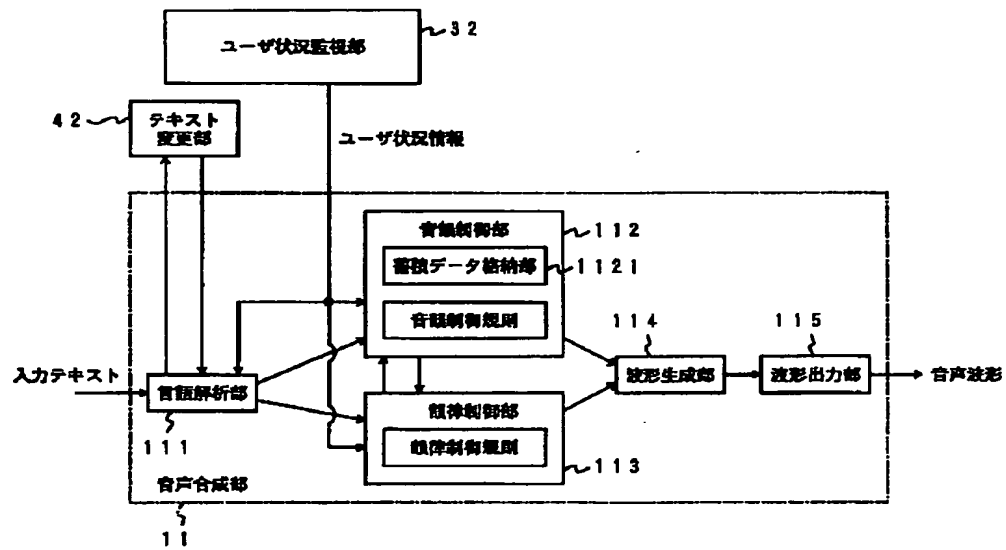 ユーザ状況監視部
32
42
テキスト
変更部
ユーザ状況情報
音韻制御部
112
蓄積データ格納部
1121
音韻制御規則
114
115
入力テキスト
言語解析部
波形生成部
波形出力部
音声波形
111
韻律制御部
韻律制御規則
113
音声合成部
11